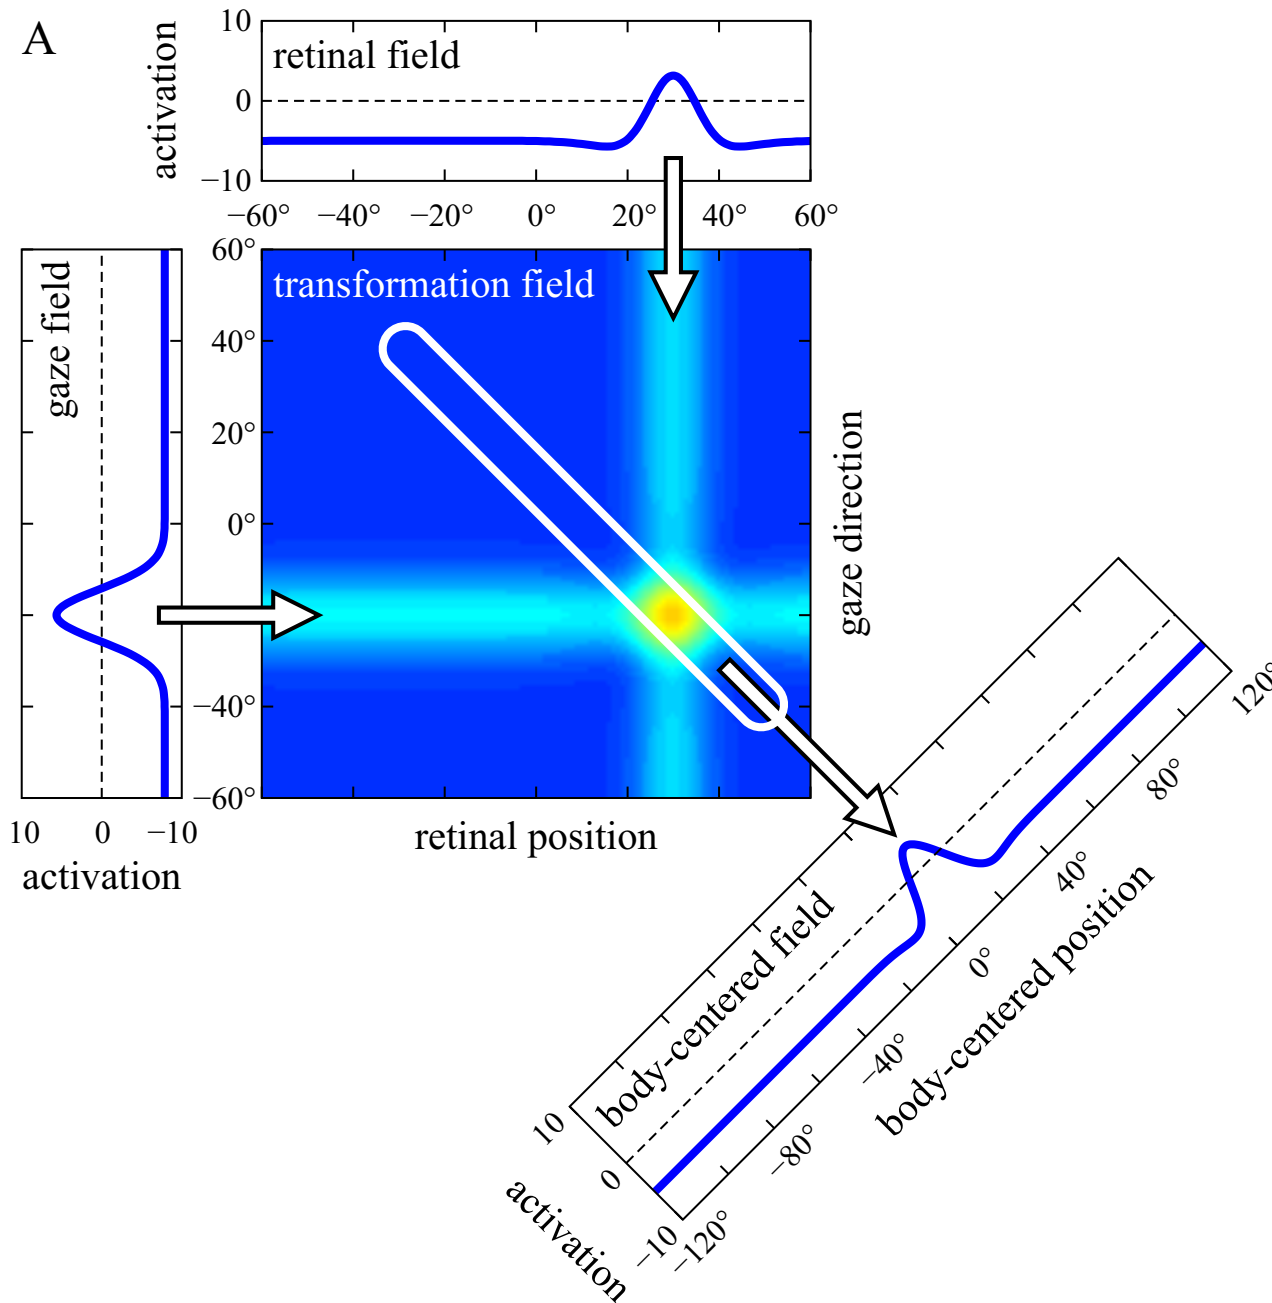 A
activation
10
0
−10
retinal field
−60° −40° −20° 0° 20° 40° 60°
gaze field
10 0 −10
activation
60°
40°
20°
0°
−40°
−60°
transformation field
retinal position
gaze direction
body-centered field
10
0
−10
activation
−120°
−80°
−40°
0°
40°
80°
120°
body-centered position